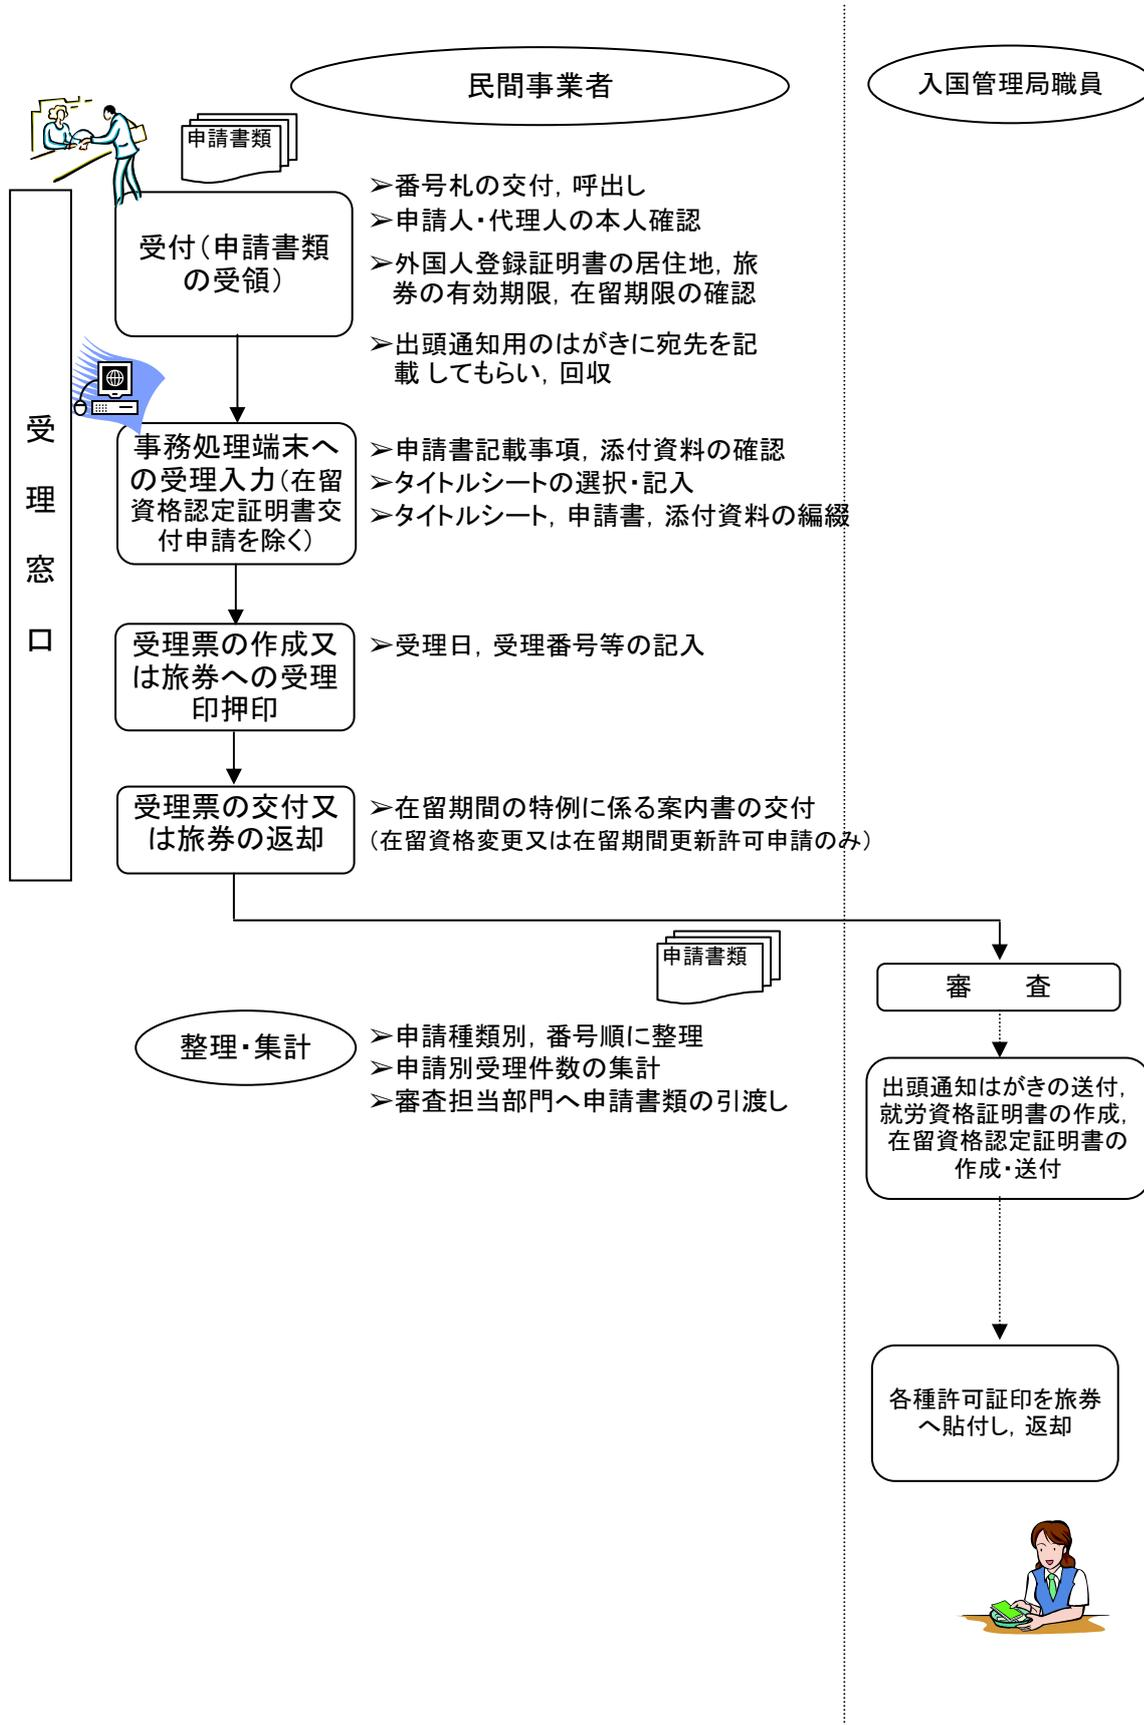 民間事業者
入国管理局職員
申請書類
受理窓口
受付（申請書類
の受領）
➢番号札の交付，呼出し
➢申請人・代理人の本人確認
➢外国人登録証明書の居住地，旅
券の有効期限，在留期限の確認
➢出頭通知用のはがきに宛先を記
載 してもらい，回収
事務処理端末へ
の受理入力（在留
資格認定証明書交
付申請を除く）
➢申請書記載事項，添付資料の確認
➢タイトルシートの選択・記入
➢タイトルシート，申請書，添付資料の編綴
受理票の作成又
は旅券への受理
印押印
➢受理日，受理番号等の記入
受理票の交付又
は旅券の返却
➢在留期間の特例に係る案内書の交付
（在留資格変更又は在留期間更新許可申請のみ）
申請書類
審　　査
整理・集計
➢申請種類別，番号順に整理
➢申請別受理件数の集計
➢審査担当部門へ申請書類の引渡し
出頭通知はがきの送付，
就労資格証明書の作成，
在留資格認定証明書の
作成・送付
各種許可証印を旅券
へ貼付し，返却